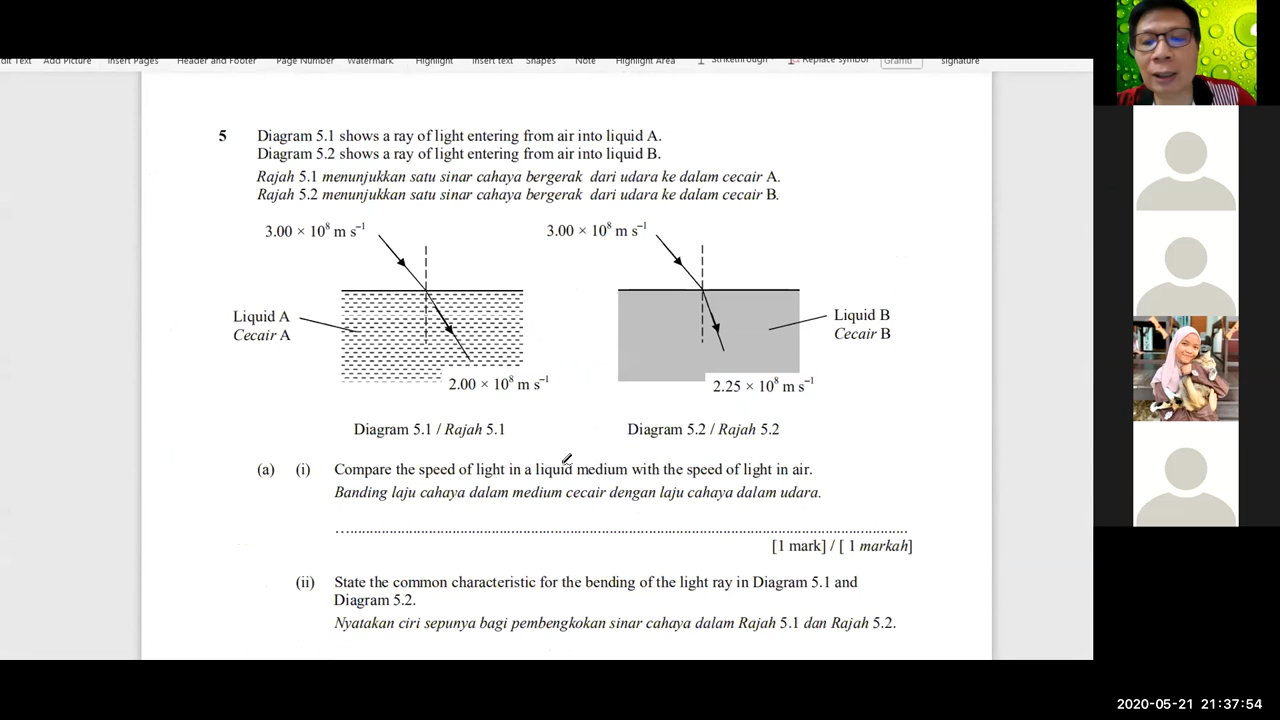 dit Text Add Picture Insert Pages Header and Footer Page Number Watermark Highlight Insert text Shapes Note Highlight Area Strikethrough Replace symbol Graffiti signature
5 Diagram 5.1 shows a ray of light entering from air into liquid A.
Diagram 5.2 shows a ray of light entering from air into liquid B.
Rajah 5.1 menunjukkan satu sinar cahaya bergerak dari udara ke dalam cecair A.
Rajah 5.2 menunjukkan satu sinar cahaya bergerak dari udara ke dalam cecair B.
3.00 × 10⁸ m s⁻¹ 3.00 × 10⁸ m s⁻¹
Liquid A Liquid B
Cecair A Cecair B
2.00 × 10⁸ m s⁻¹ 2.25 × 10⁸ m s⁻¹
Diagram 5.1 / Rajah 5.1 Diagram 5.2 / Rajah 5.2
(a) (i) Compare the speed of light in a liquid medium with the speed of light in air.
Banding laju cahaya dalam medium cecair dengan laju cahaya dalam udara.
[1 mark] / [ 1 markah]
(ii) State the common characteristic for the bending of the light ray in Diagram 5.1 and
Diagram 5.2.
Nyatakan ciri sepunya bagi pembengkokan sinar cahaya dalam Rajah 5.1 dan Rajah 5.2.
2020-05-21 21:37:54